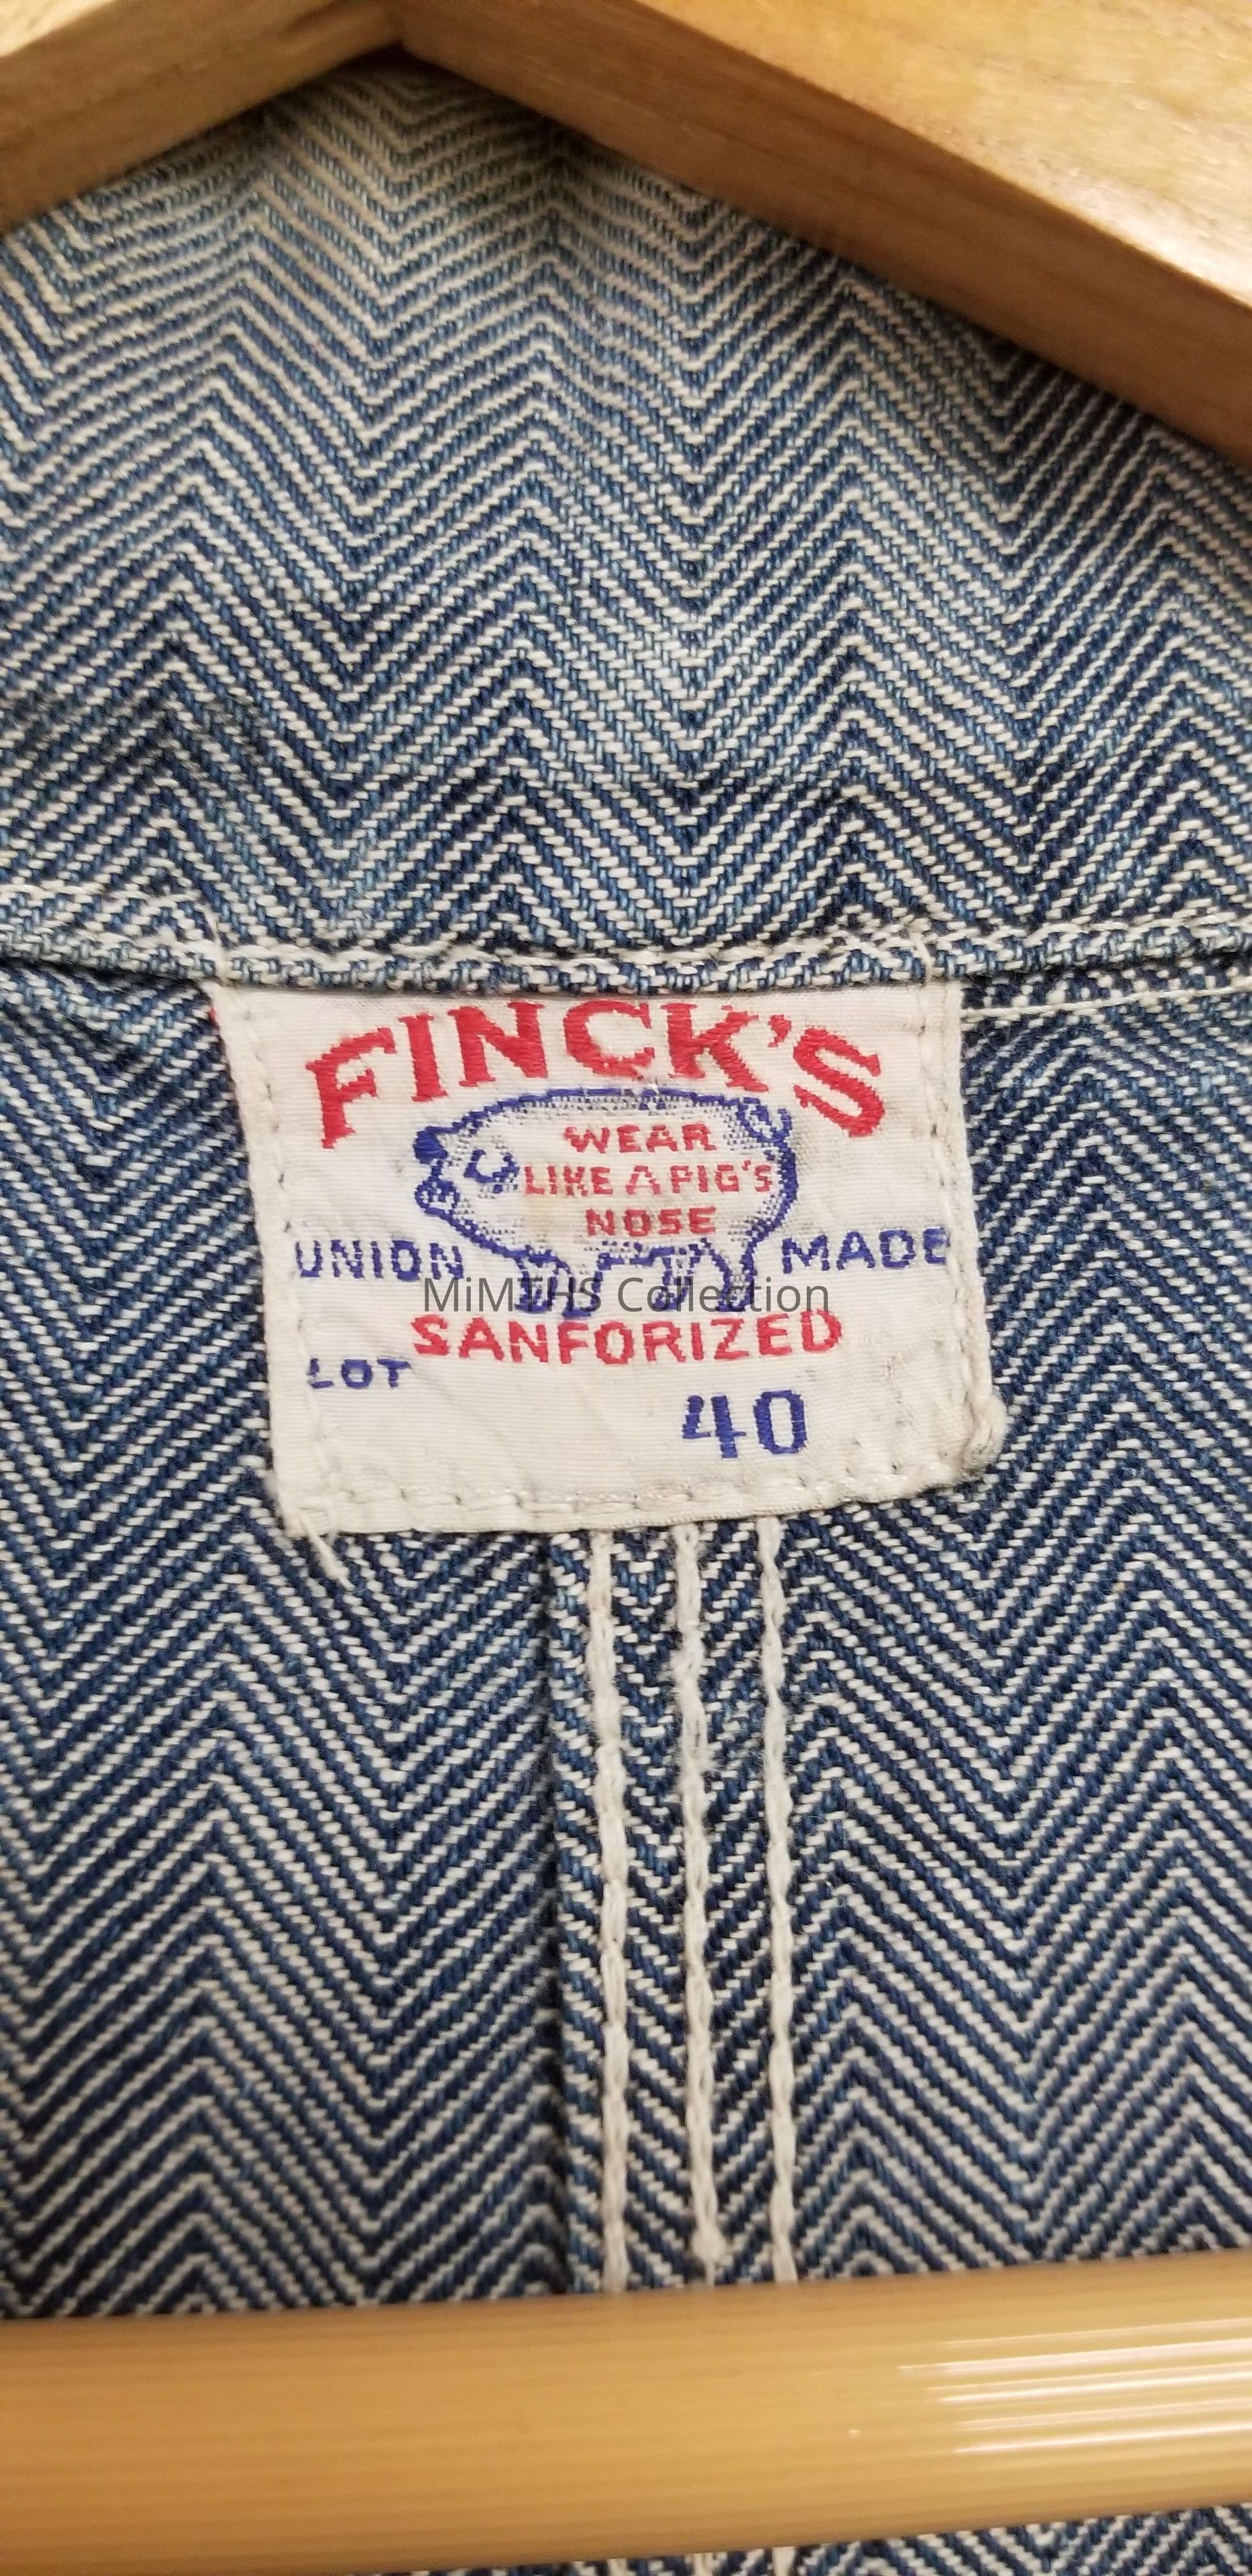 FINCK'S
WEAR
LIKE A PIG'S
NOSE
UNION MADE
MiMTHS Collection
SANFORIZED
LOT
40